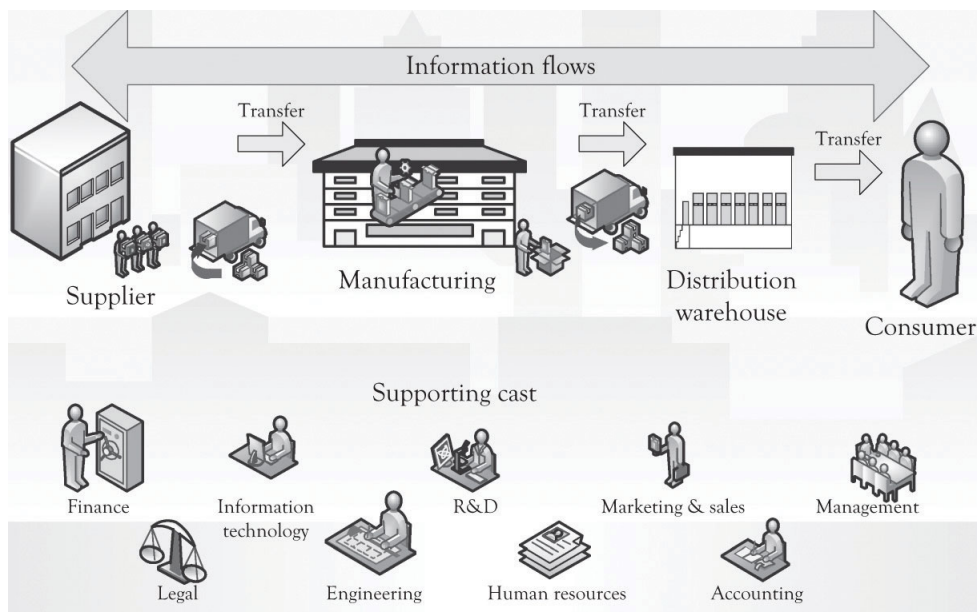 Information flows
Transfer
Transfer
Transfer
Supplier
Manufacturing
Distribution
warehouse
Consumer
Supporting cast
Finance
Information
technology
R&D
Marketing & sales
Management
Legal
Engineering
Human resources
Accounting